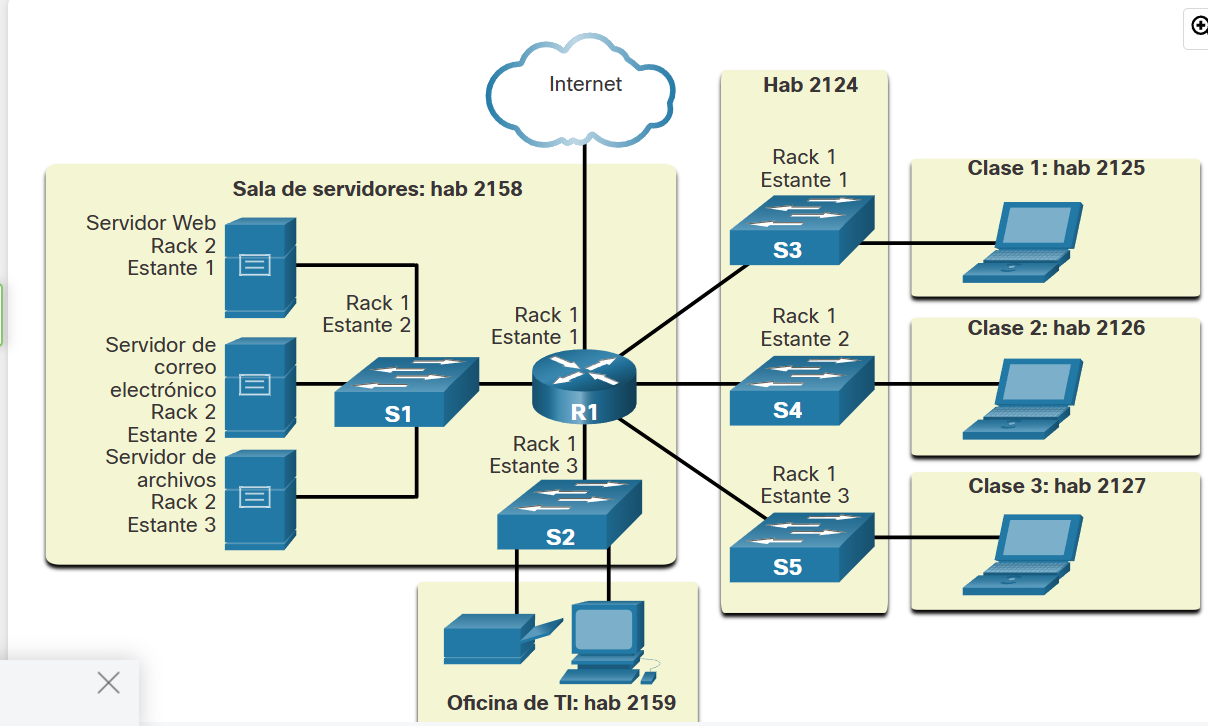 Internet
Sala de servidores: hab 2158
Servidor Web
Rack 2
Estante 1
Servidor de
correo
electrónico
Rack 2
Estante 2
Servidor de
archivos
Rack 2
Estante 3
Rack 1
Estante 2
S1
Rack 1
Estante 1
R1
Rack 1
Estante 3
S2
Oficina de TI: hab 2159
Hab 2124
Rack 1
Estante 1
S3
Rack 1
Estante 2
S4
Rack 1
Estante 3
S5
Clase 1: hab 2125
Clase 2: hab 2126
Clase 3: hab 2127